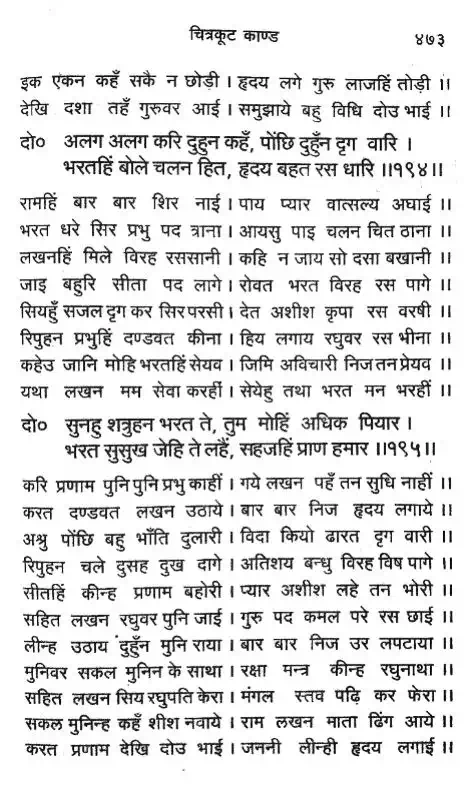 चित्रकूट काण्ड
४७३
इक एकन कहँ सकै न छोड़ी । हृदय लगे गुरु लाजहिं तोड़ी ।।
देखि दशा तहँ गुरुवर आई । समुझाये बहु विधि दोउ भाई ।।
दो० अलग अलग करि दुहुन कहँ, पोंछि दुहुँन दृग वारि ।
भरतहिं बोले चलन हित, हृदय बहत रस धारि ।।१९४।।
रामहिं बार बार शिर नाई । पाय प्यार वात्सल्य अघाई ।।
भरत धरे सिर प्रभु पद त्राना । आयसु पाइ चलन चित ठाना ।।
लखनहिं मिले विरह रससानी । कहि न जाय सो दसा बखानी ।।
जाइ बहुरि सीता पद लागे । रोवत भरत विरह रस पागे ।।
सियहुँ सजल दृग कर सिर परसी । देत अशीश कृपा रस वरषी ।।
रिपुहन प्रभुहिं दण्डवत कीना । हिय लगाय रघुवर रस भीना ।।
कहेउ जानि मोहि भरतहिं सेयव । जिमि अविचारी निज तन प्रेयव ।।
यथा लखन मम सेवा करहीं । सेयेहु तथा भरत मन भरहीं ।।
दो० सुनहु शत्रुहन भरत ते, तुम मोहिं अधिक पियार ।
भरत सुसुख जेहि ते लहैं, सहजहिं प्राण हमार ।।१९५।।
करि प्रणाम पुनि पुनि प्रभु काहीं । गये लखन पहँ तन सुधि नाहीं ।।
करत दण्डवत लखन उठाये । बार बार निज हृदय लगाये ।।
अश्रु पोंछि बहु भाँति दुलारी । विदा कियो ढारत दृग वारी ।।
रिपुहन चले दुसह दुख दागे । अतिशय बन्धु विरह विष पागे ।।
सीतहिं कीन्ह प्रणाम बहोरी । प्यार अशीश लहे तन भोरी ।।
सहित लखन रघुवर पुनि जाई । गुरु पद कमल परे रस छाई ।।
लीन्ह उठाय दुहुँन मुनि राया । बार बार निज उर लपटाया ।।
मुनिवर सकल मुनिन के साथा । रक्षा मन्त्र कीन्ह रघुनाथा ।।
सहित लखन सिय रघुपति केरा । मंगल स्तव पढ़ि कर फेरा ।।
सकल मुनिन्ह कहँ शीश नवाये । राम लखन माता ढिंग आये ।।
करत प्रणाम देखि दोउ भाई । जननी लीन्ही हृदय लगाई ।।